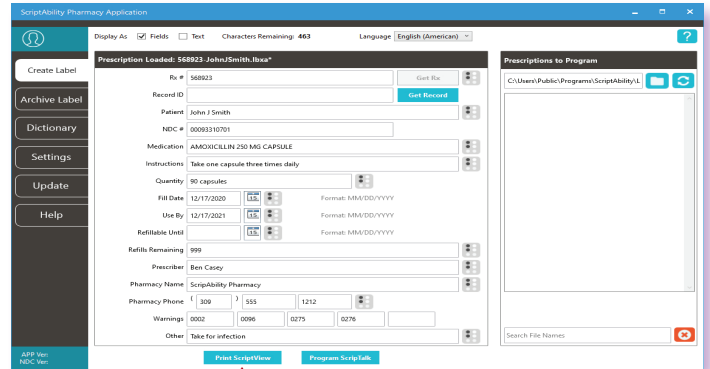 ScriptAbility Pharmacy Application
Display As Fields Text Characters Remaining: 463 Language English (American)
?
Create Label
Archive Label
Dictionary
Settings
Update
Help
APP Ver:
NDC Ver:
Prescription Loaded: 568923-JohnJSmith.lbxa*
Rx # 568923 Get Rx
Record ID Get Record
Patient John J Smith
NDC # 00093310701
Medication AMOXICILLIN 250 MG CAPSULE
Instructions Take one capsule three times daily
Quantity 90 capsules
Fill Date 12/17/2020 15 Format: MM/DD/YYYY
Use By 12/17/2021 15 Format: MM/DD/YYYY
Refillable Until 15 Format: MM/DD/YYYY
Refills Remaining 999
Prescriber Ben Casey
Pharmacy Name ScripAbility Pharmacy
Pharmacy Phone ( 309 ) 555 1212
Warnings 0002 0096 0275 0276
Other Take for infection
Print ScriptView Program ScripTalk
Prescriptions to Program
C:\Users\Public\Programs\ScriptAbility\L
Search File Names